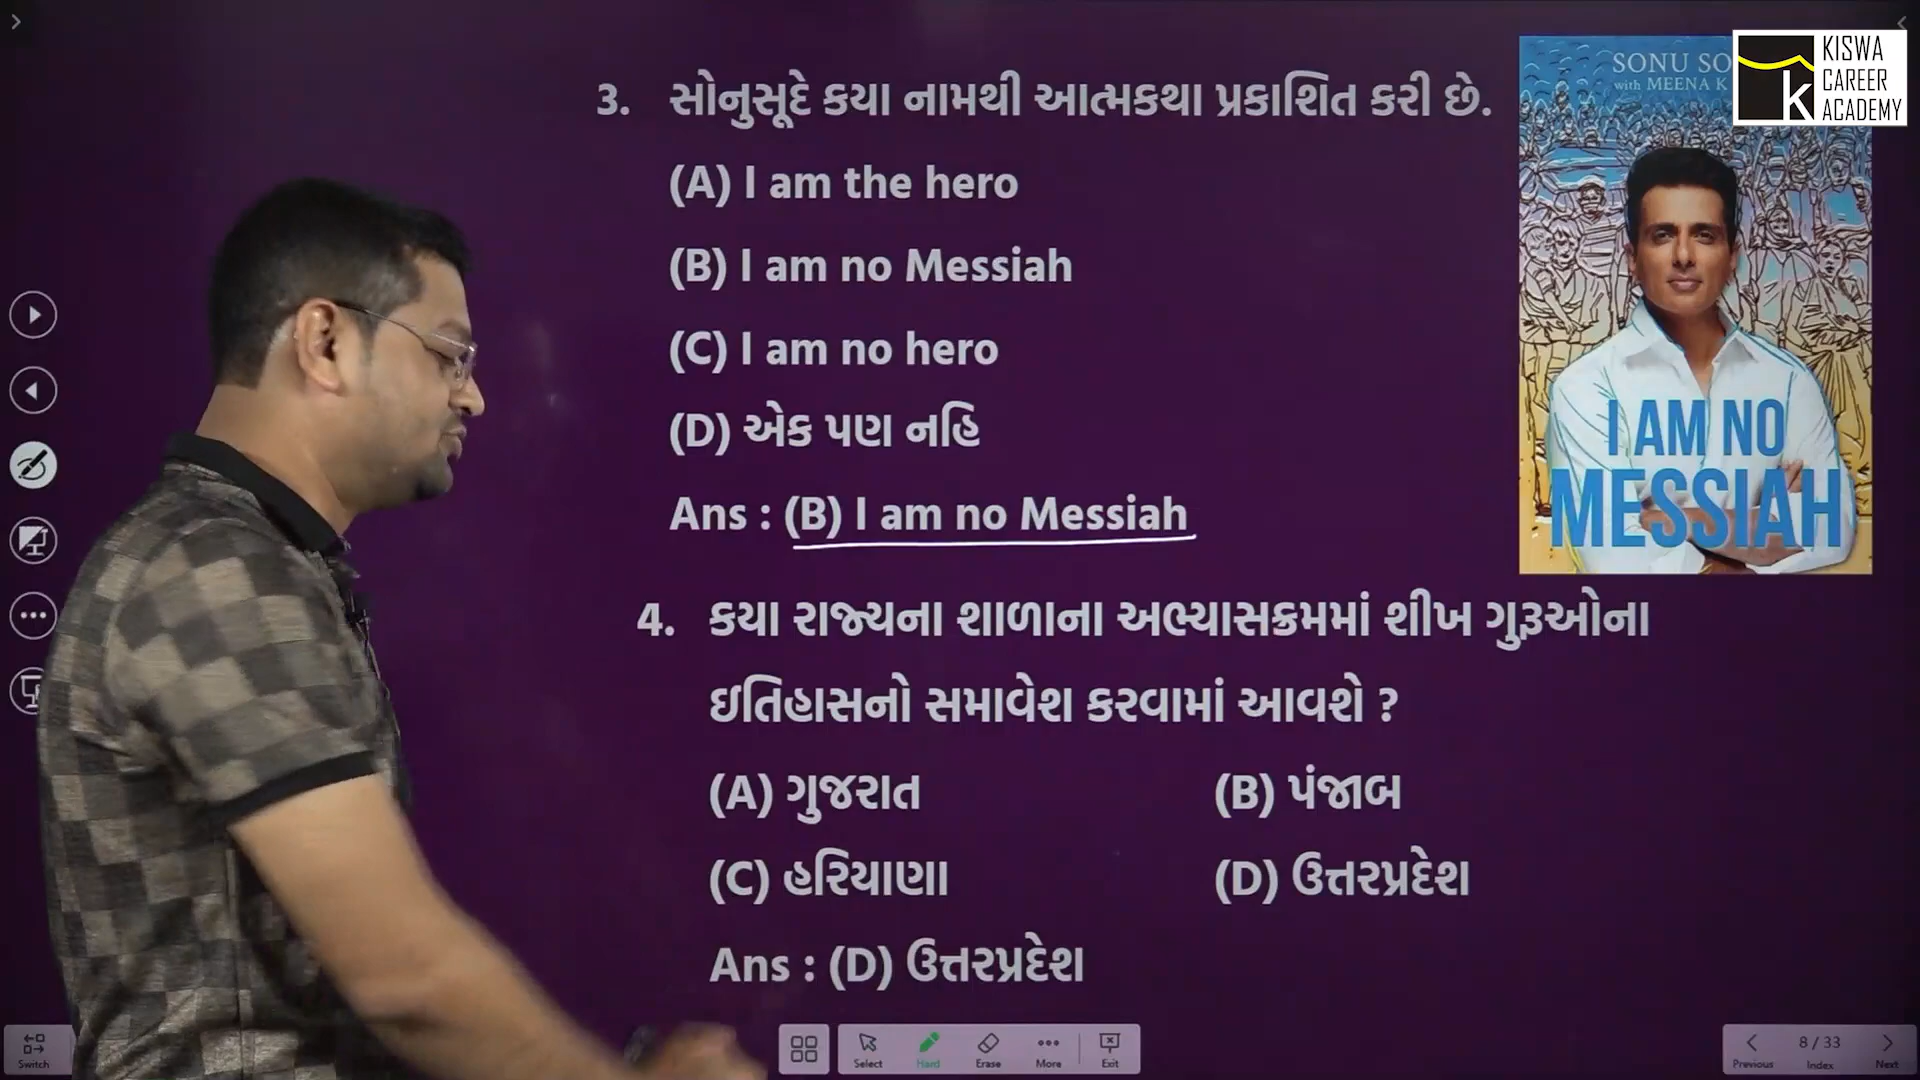 SONU SO
with MEENA K
KISWA
CAREER
ACADEMY
3. સોનુસૂદે કયા નામથી આત્મકથા પ્રકાશિત કરી છે.
(A) I am the hero
(B) I am no Messiah
(C) I am no hero
(D) એક પણ નહિ
Ans : (B) I am no Messiah
I AM NO
MESSIAH
4. કયા રાજ્યના શાળાના અભ્યાસક્રમમાં શીખ ગુરૂઓના
ઇતિહાસનો સમાવેશ કરવામાં આવશે ?
(A) ગુજરાત (B) પંજાબ
(C) હરિયાણા (D) ઉત્તરપ્રદેશ
Ans : (D) ઉત્તરપ્રદેશ
Switch
Select Hard Erase More Exit
8 / 33
Previous Index Next